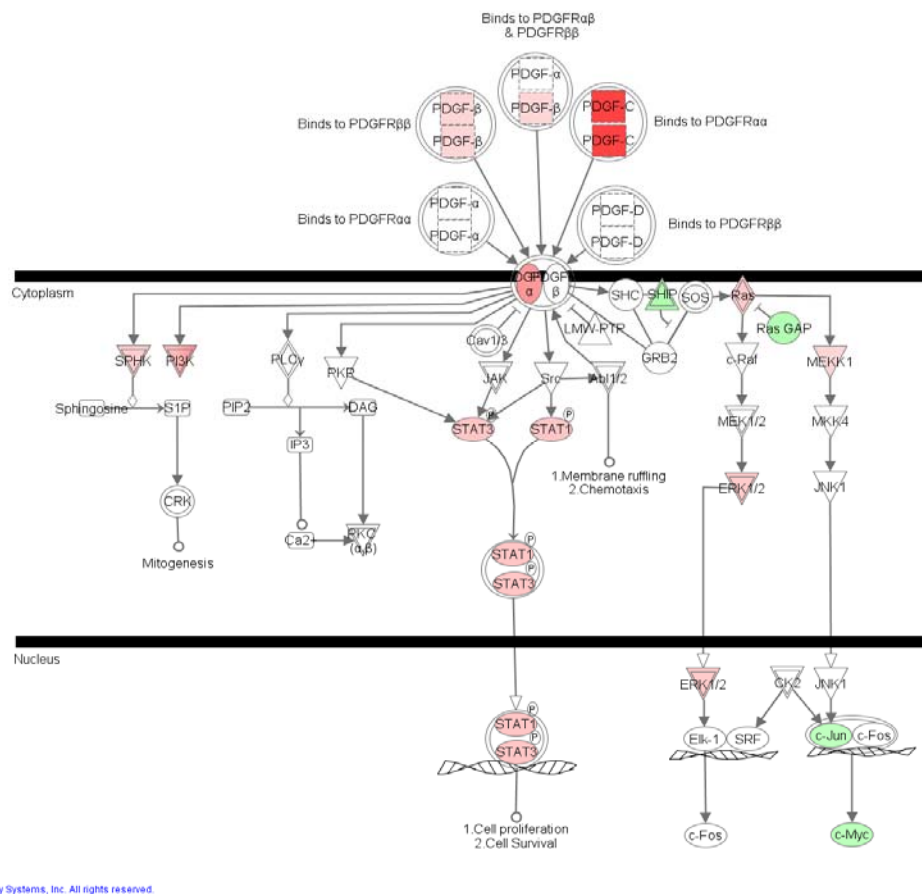 Binds to PDGFRαβ
& PDGFRββ
PDGF-α
PDGF-β
PDGF-β
PDGF-β
PDGF-C
PDGF-C
Binds to PDGFRββ
Binds to PDGFRαα
PDGF-α
PDGF-α
PDGF-D
PDGF-D
Binds to PDGFRαα
Binds to PDGFRββ
α
β
Cytoplasm
SHC
SHIP
SOS
Ras
Ras GAP
LMW-PTP
Cav1/3
GRB2
SPHK
PI3K
PLCγ
PKR
JAK
Src
Abl1/2
c-Raf
MEKK1
Sphingosine
S1P
PIP2
DAG
STAT3
P
STAT1
P
MEK1/2
MKK4
IP3
1.Membrane ruffling
2.Chemotaxis
ERK1/2
JNK1
CRK
Ca2
PKC
(α,β)
Mitogenesis
STAT1
P
STAT3
P
Nucleus
ERK1/2
CK2
JNK1
STAT1
P
STAT3
P
Elk-1
SRF
c-Jun
c-Fos
1.Cell proliferation
2.Cell Survival
c-Fos
c-Myc
y Systems, Inc. All rights reserved.